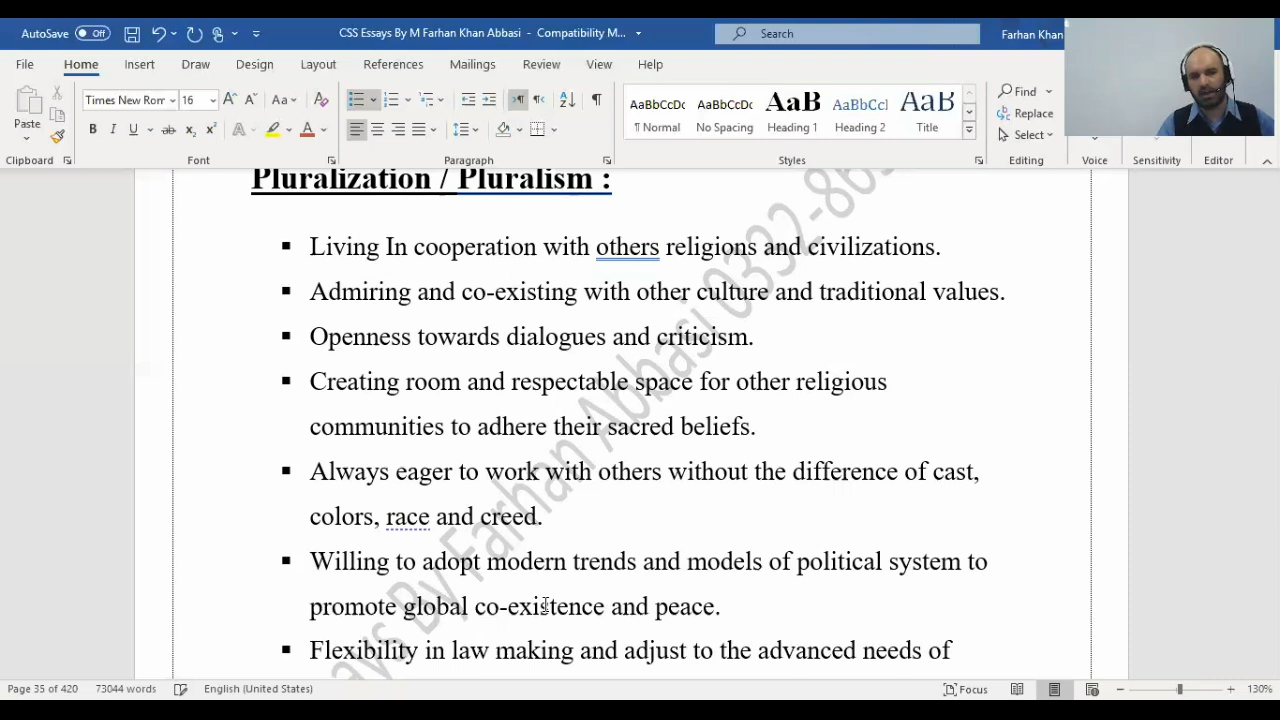 AutoSave Off CSS Essays By M Farhan Khan Abbasi - Compatibility M... Search Farhan Khan
File Home Insert Draw Design Layout References Mailings Review View Help
Times New Rorr 16 Aa
AaBbCcDc AaBbCcDc AaB AaBbCcl AaB
¶ Normal No Spacing Heading 1 Heading 2 Title
Find
Replace
Select
Paste
Clipboard Font Paragraph Styles Editing Voice Sensitivity Editor
Pluralization / Pluralism :
▪ Living In cooperation with others religions and civilizations.
▪ Admiring and co-existing with other culture and traditional values.
▪ Openness towards dialogues and criticism.
▪ Creating room and respectable space for other religious
communities to adhere their sacred beliefs.
▪ Always eager to work with others without the difference of cast,
colors, race and creed.
▪ Willing to adopt modern trends and models of political system to
promote global co-existence and peace.
▪ Flexibility in law making and adjust to the advanced needs of
By Farhan Abbasi 0332-
Page 35 of 420 73044 words English (United States) Focus 130%